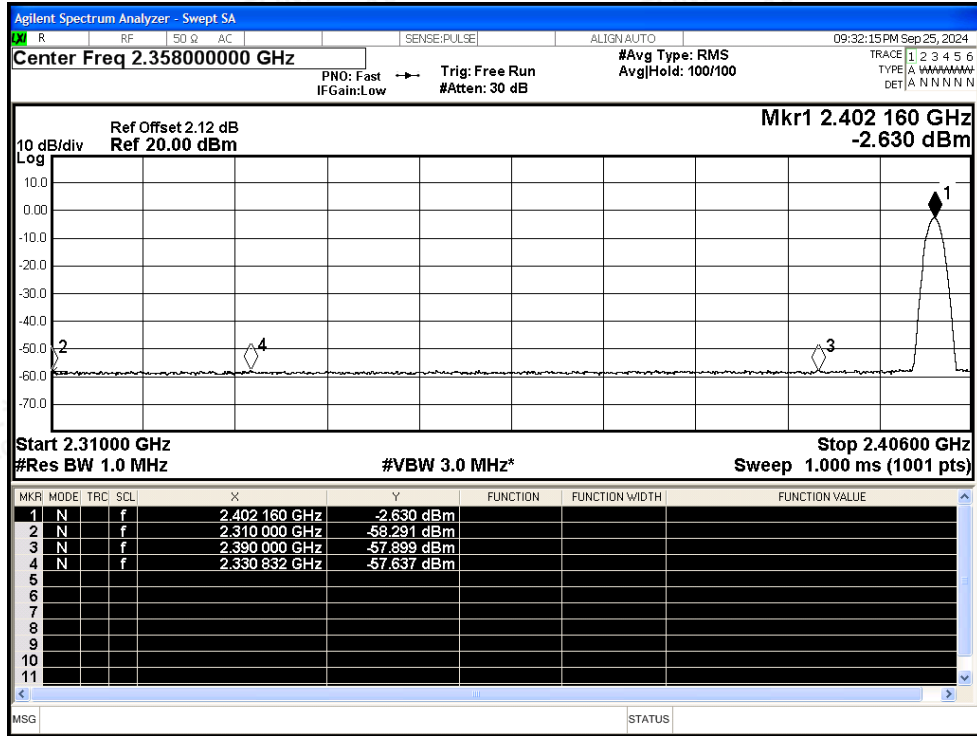 Agilent Spectrum Analyzer - Swept SA
LXI R RF 50 Ω AC SENSE:PULSE ALIGN AUTO 09:32:15 PM Sep 25, 2024
Center Freq 2.358000000 GHz
PNO: Fast
IFGain:Low
Trig: Free Run
#Atten: 30 dB
#Avg Type: RMS
Avg|Hold: 100/100
TRACE 1 2 3 4 5 6
TYPE A WWWWW
DET A N N N N N
Ref Offset 2.12 dB
10 dB/div Ref 20.00 dBm
Log
Mkr1 2.402 160 GHz
-2.630 dBm
10.0
0.00
-10.0
-20.0
-30.0
-40.0
-50.0
-60.0
-70.0
1
2
4
3
Start 2.31000 GHz Stop 2.40600 GHz
#Res BW 1.0 MHz #VBW 3.0 MHz* Sweep 1.000 ms (1001 pts)
MKR MODE TRC SCL X Y FUNCTION FUNCTION WIDTH FUNCTION VALUE
1 N f 2.402 160 GHz -2.630 dBm
2 N f 2.310 000 GHz -58.291 dBm
3 N f 2.390 000 GHz -57.899 dBm
4 N f 2.330 832 GHz -57.637 dBm
5
6
7
8
9
10
11
MSG STATUS